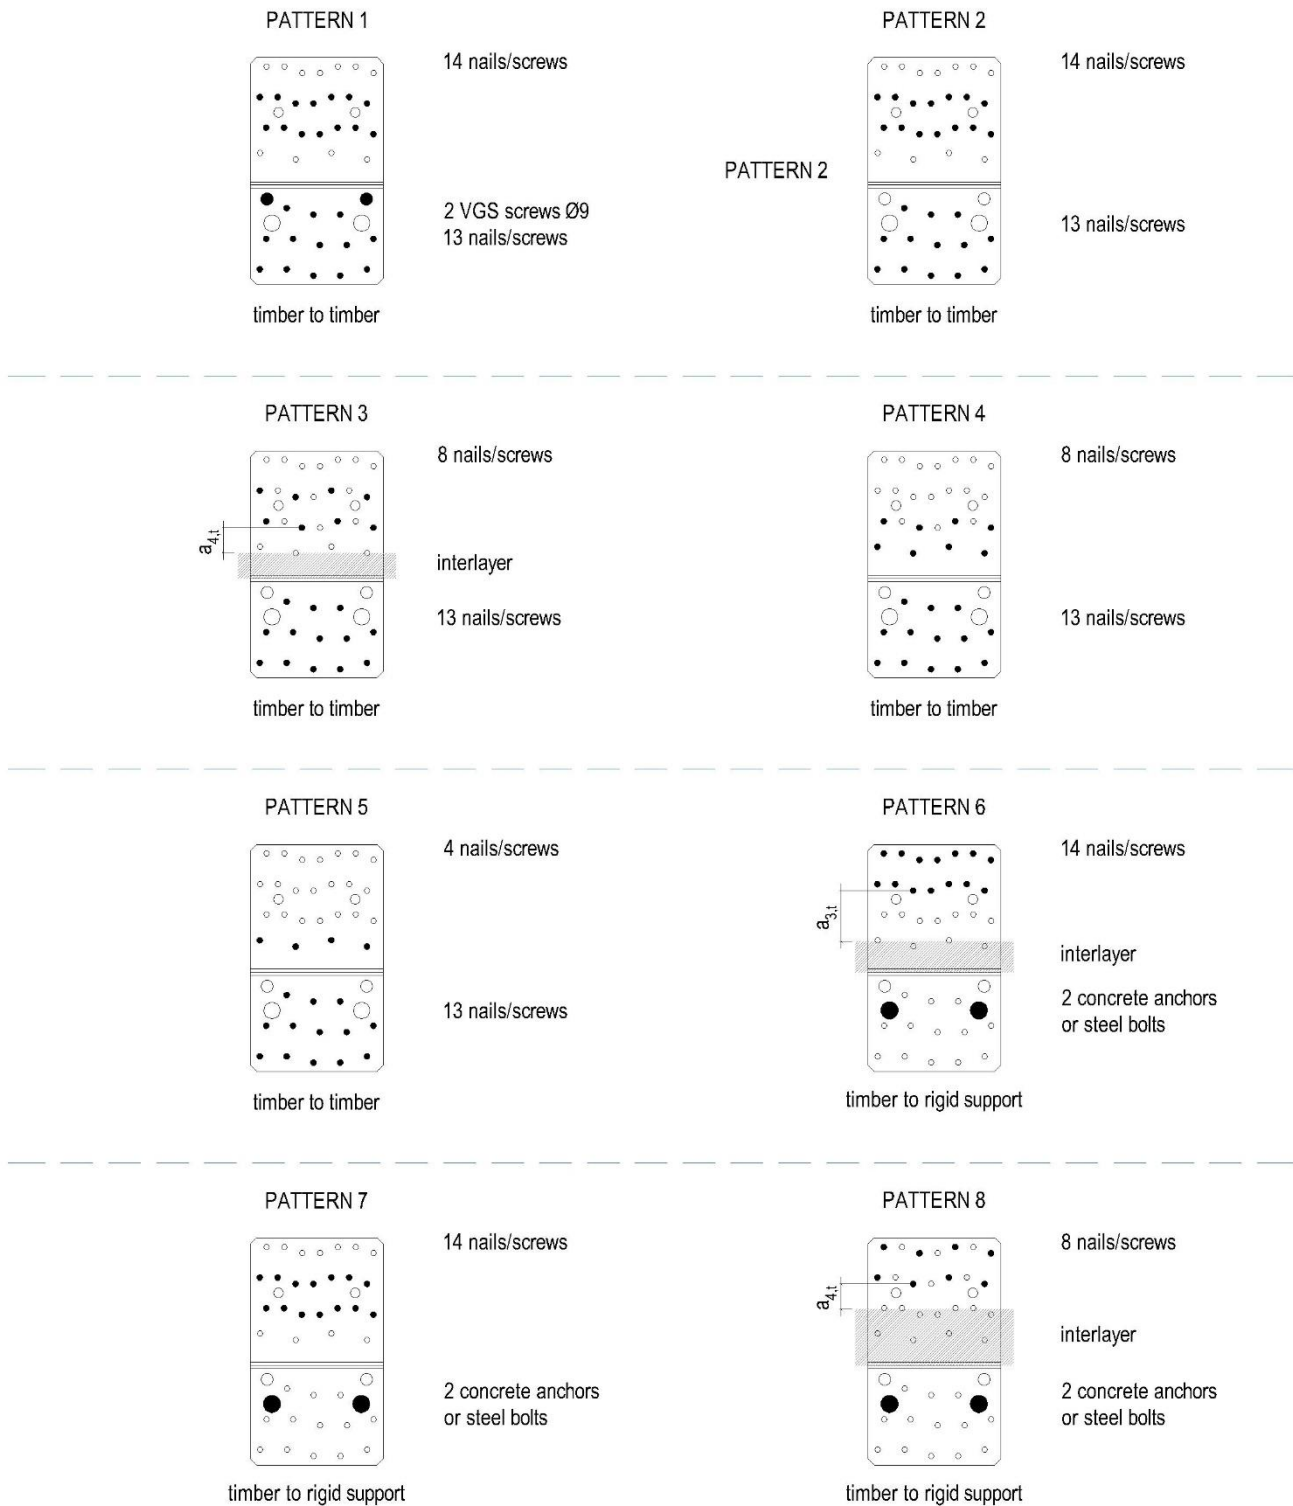 PATTERN 1
14 nails/screws
2 VGS screws Ø9
13 nails/screws
timber to timber
PATTERN 2
14 nails/screws
PATTERN 2
13 nails/screws
timber to timber
PATTERN 3
8 nails/screws
a4,t
interlayer
13 nails/screws
timber to timber
PATTERN 4
8 nails/screws
13 nails/screws
timber to timber
PATTERN 5
4 nails/screws
13 nails/screws
timber to timber
PATTERN 6
14 nails/screws
a3,t
interlayer
2 concrete anchors
or steel bolts
timber to rigid support
PATTERN 7
14 nails/screws
2 concrete anchors
or steel bolts
timber to rigid support
PATTERN 8
8 nails/screws
a4,t
interlayer
2 concrete anchors
or steel bolts
timber to rigid support